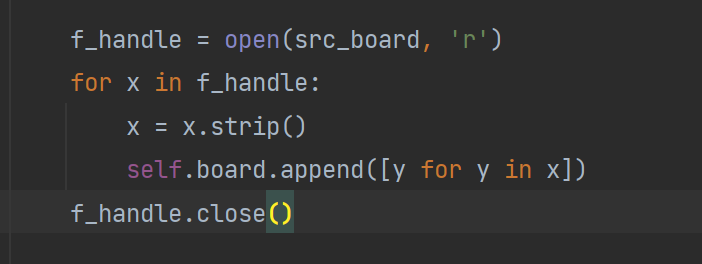 f_handle = open(src_board, 'r')
for x in f_handle:
    x = x.strip()
    self.board.append([y for y in x])
f_handle.close()